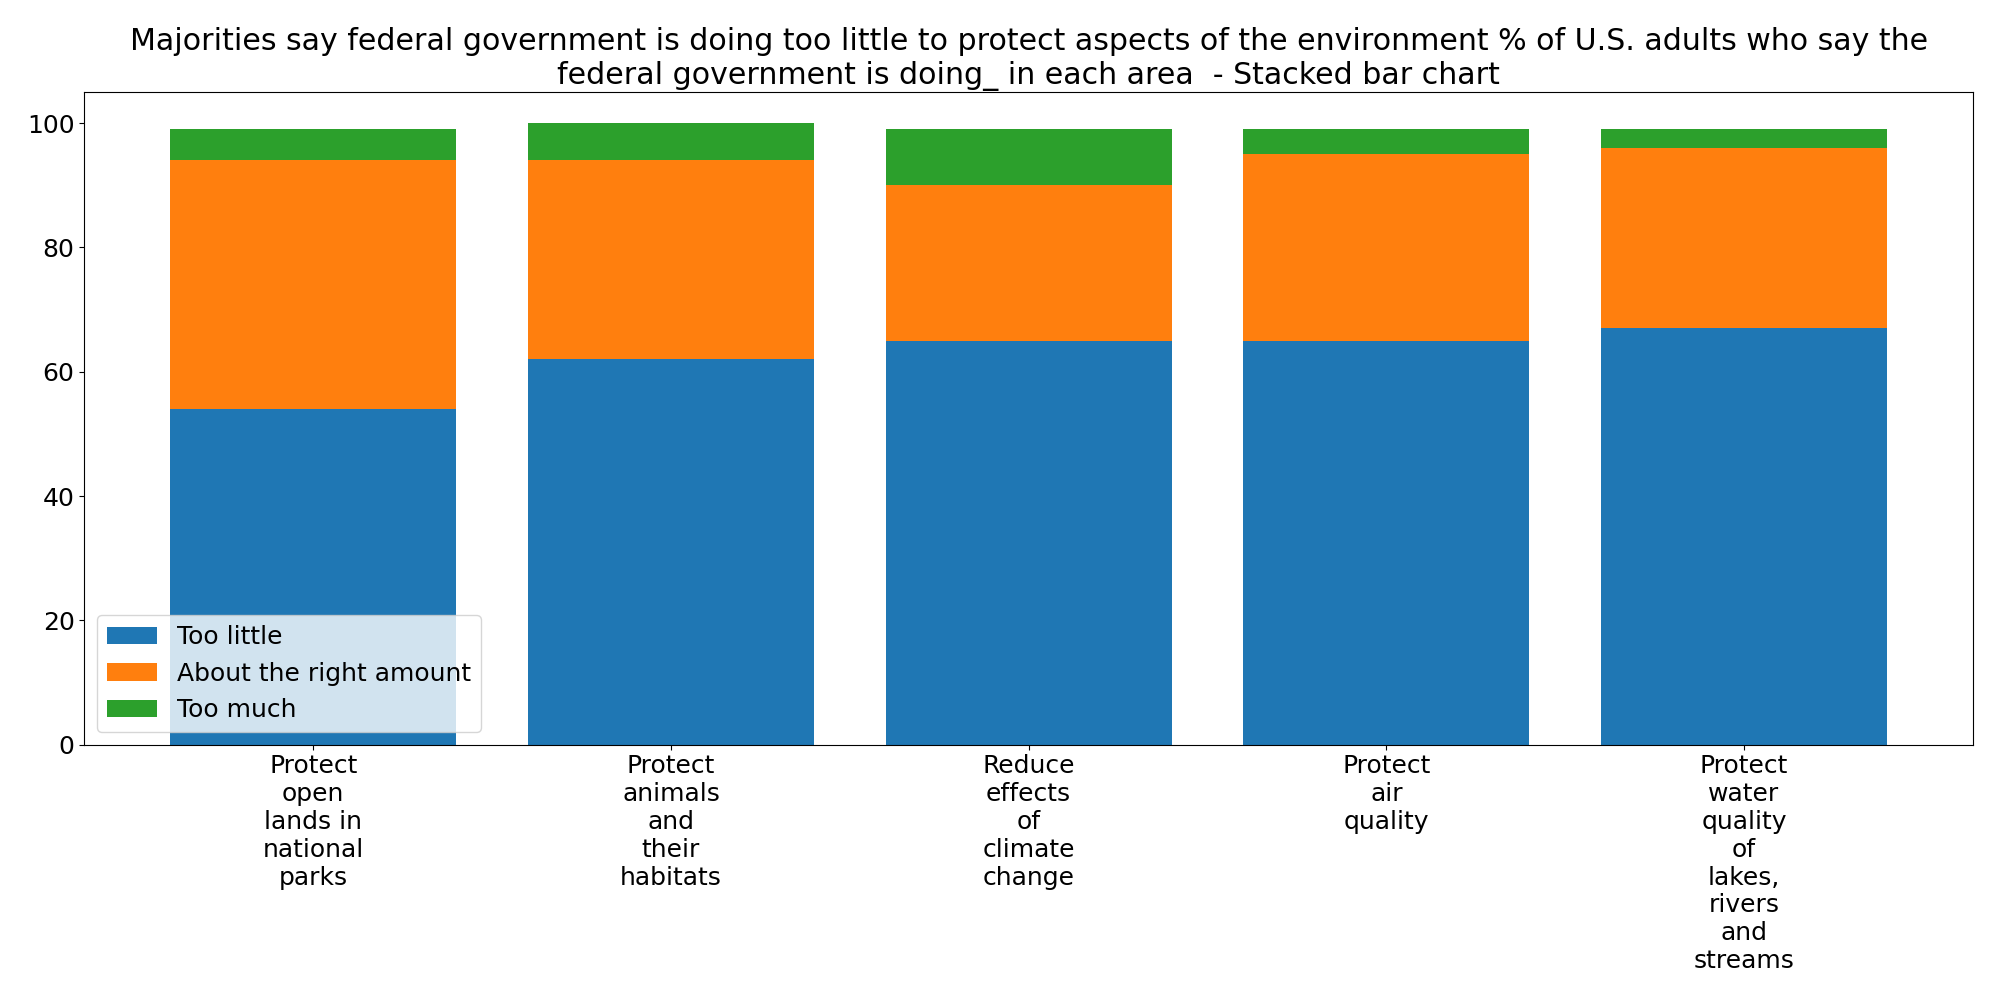 Majorities say federal government is doing too little to protect aspects of the environment % of U.S. adults who say the
federal government is doing_ in each area  - Stacked bar chart
100
80
60
40
20
0
Too little
About the right amount
Too much
Protect
open
lands in
national
parks
Protect
animals
and
their
habitats
Reduce
effects
of
climate
change
Protect
air
quality
Protect
water
quality
of
lakes,
rivers
and
streams